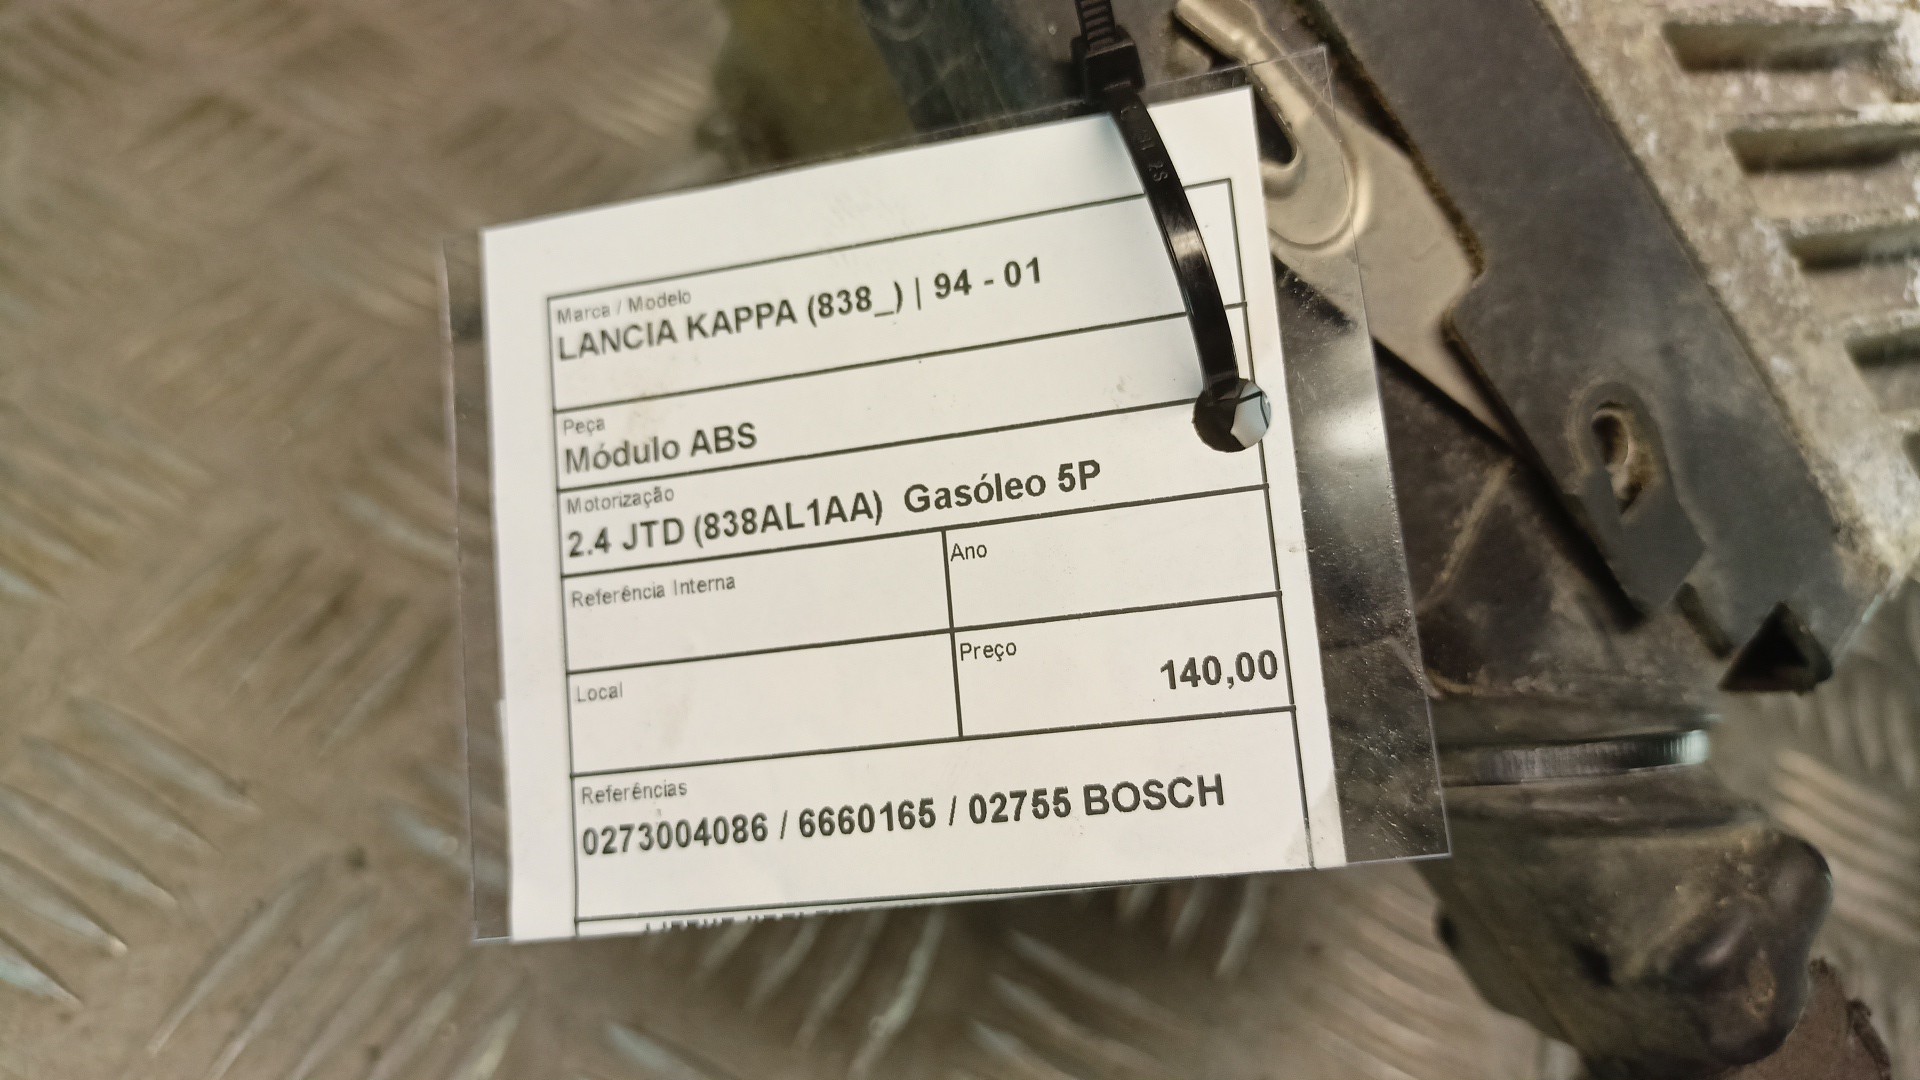 Marca / Modelo
LANCIA KAPPA (838_) | 94 - 01
Peça
Módulo ABS
Motorização
2.4 JTD (838AL1AA) Gasóleo 5P
Referência Interna
Ano
Local
Preço
140,00
Referências
0273004086 / 6660165 / 02755 BOSCH